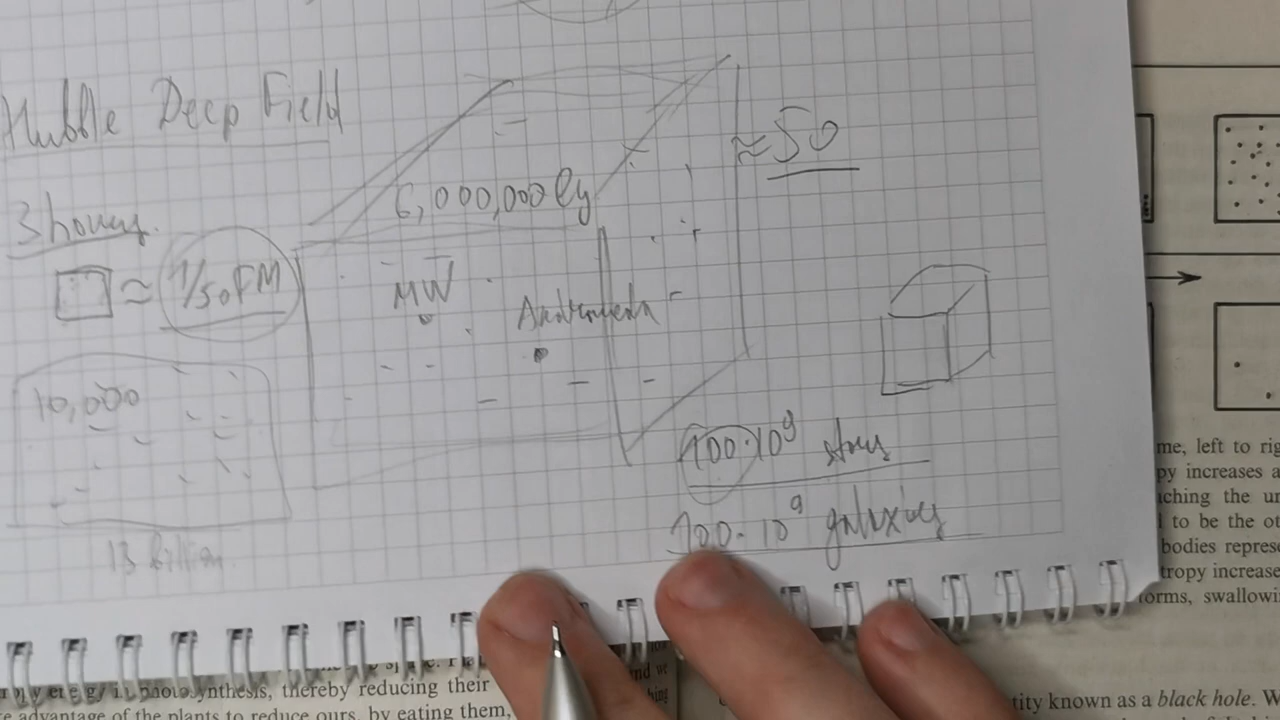 Hubble Deep Field
≈50
6,000,000 ly
3 hours.
≈ 1/50 FM
MW
Andromeda
10,000
100·10⁹ stars
100·10⁹ galaxies
13 billion
me, left to rig
py increases a
ching the un
l to be the ot
bodies represe
tropy increase
orms, swallowi
photosynthesis, thereby reducing their
advantage of the plants to reduce ours, by eating them,
tity known as a black hole. W